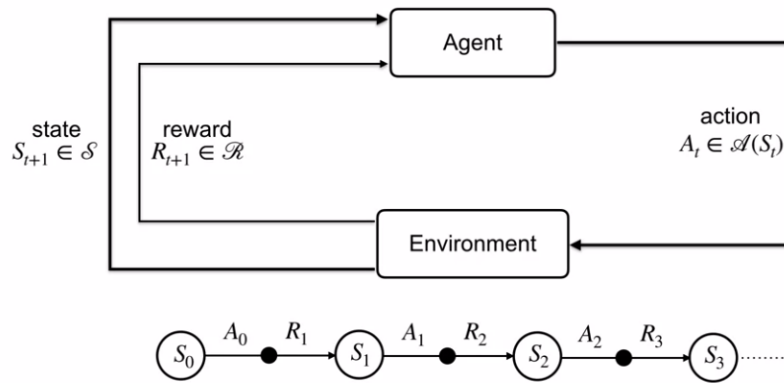 Agent
state
S_{t+1} ∈ 𝒮
reward
R_{t+1} ∈ ℛ
action
A_t ∈ 𝒜(S_t)
Environment
S_0 A_0 R_1 S_1 A_1 R_2 S_2 A_2 R_3 S_3